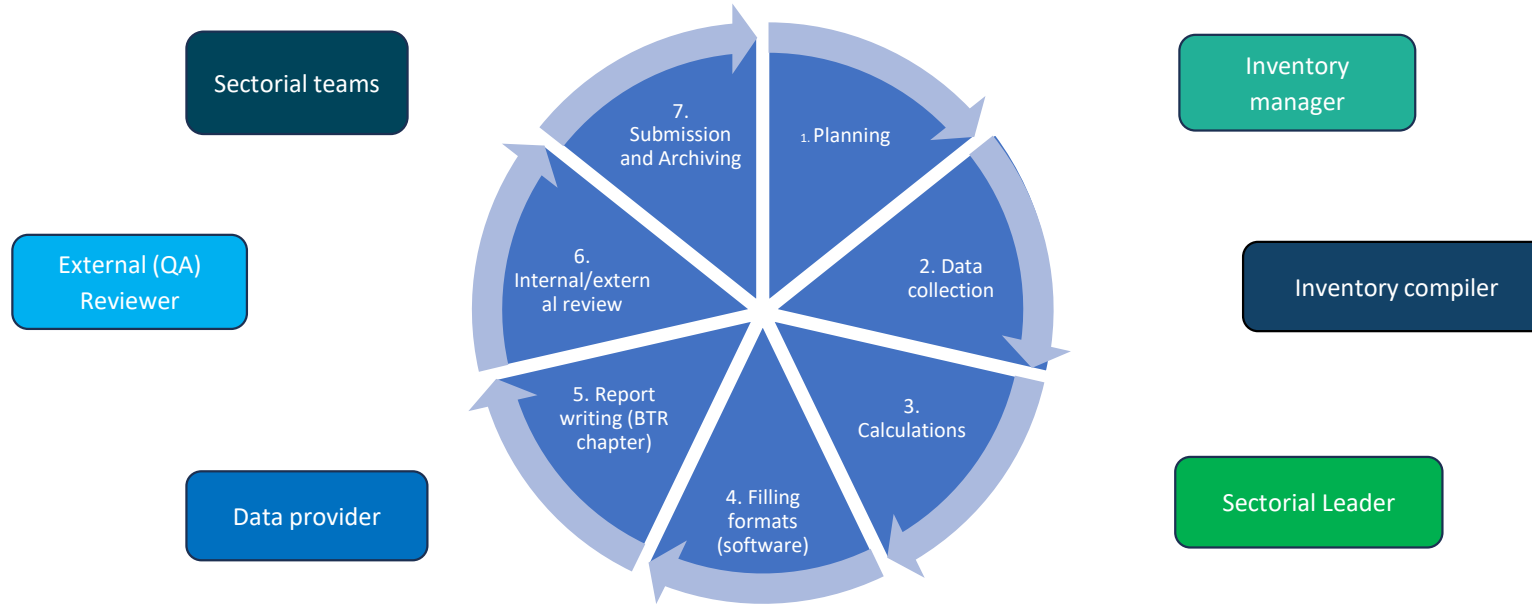 Sectorial teams
Inventory
manager
External (QA)
Reviewer
Inventory compiler
Data provider
Sectorial Leader
1. Planning
2. Data
collection
3.
Calculations
4. Filling
formats
(software)
5. Report
writing (BTR
chapter)
6.
Internal/extern
al review
7.
Submission
and Archiving